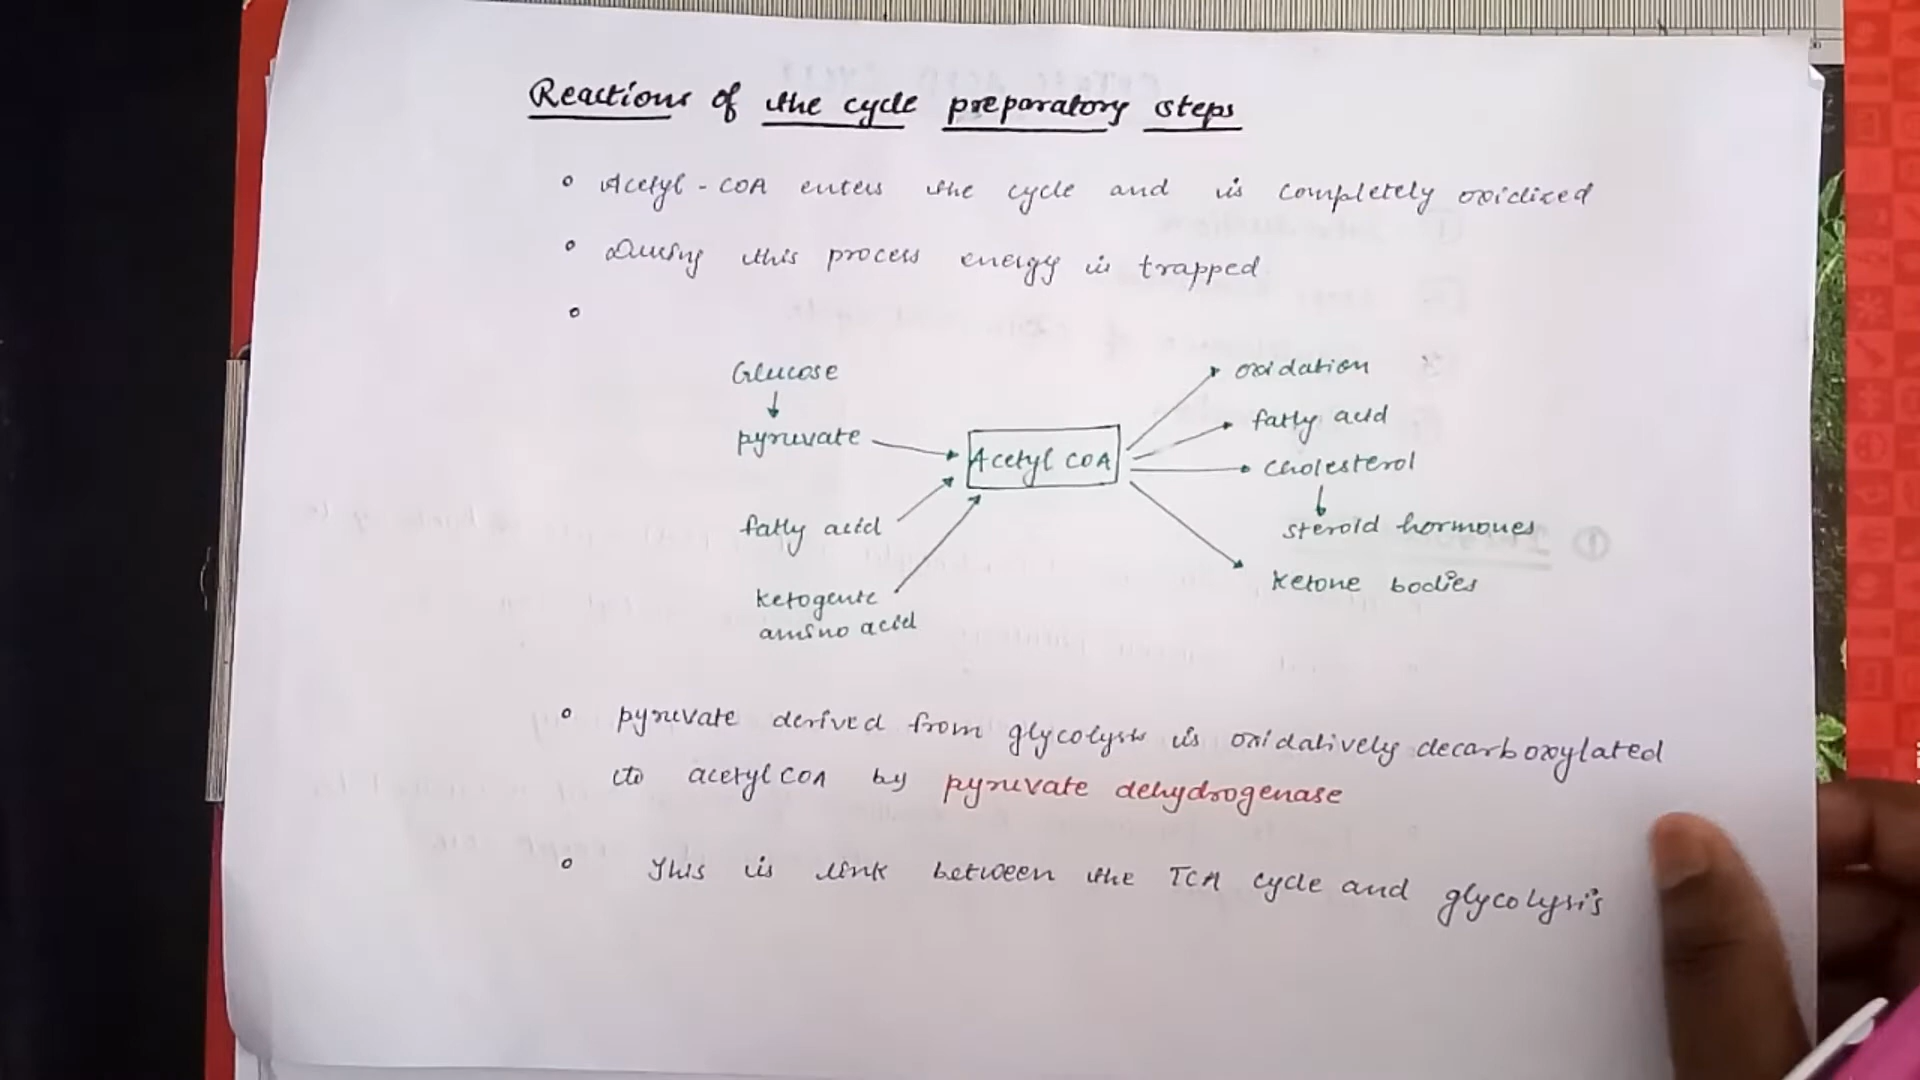 Reactions of the cycle preparatory steps
Acetyl - COA enters the cycle and is completely oxidized
During this process energy is trapped
Glucose
pyruvate
fatty acid
ketogenic
amino acid
Acetyl COA
oxidation
fatty acid
cholesterol
steroid hormones
Ketone bodies
pyruvate derived from glycolysis is oxidatively decarboxylated
to acetyl COA by pyruvate dehydrogenase
This is link between the TCA cycle and glycolysis